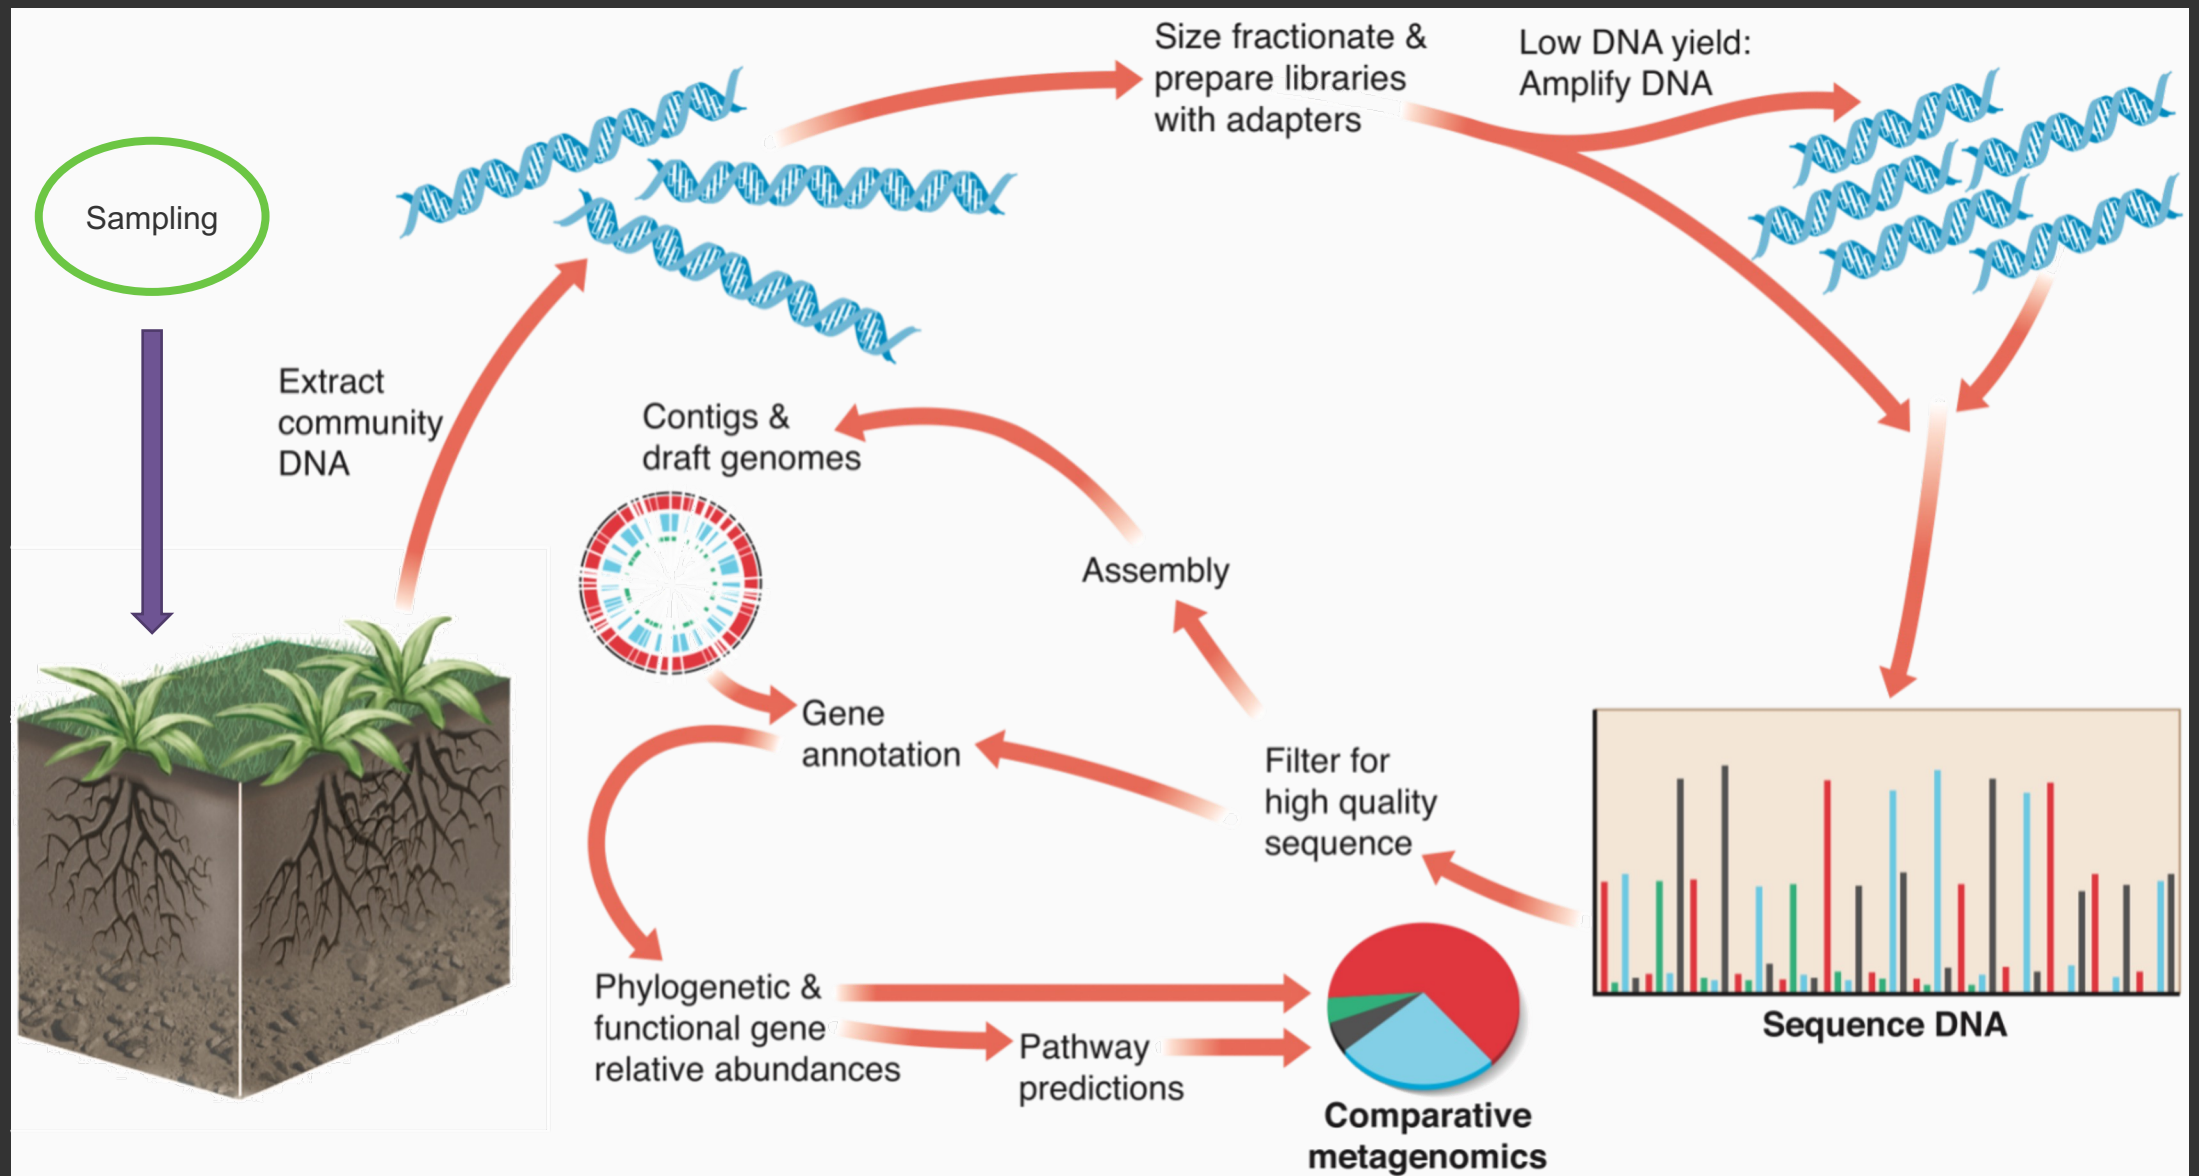 Sampling
Extract
community
DNA
Size fractionate &
prepare libraries
with adapters
Low DNA yield:
Amplify DNA
Sequence DNA
Filter for
high quality
sequence
Assembly
Contigs &
draft genomes
Gene
annotation
Phylogenetic &
functional gene
relative abundances
Pathway
predictions
Comparative
metagenomics